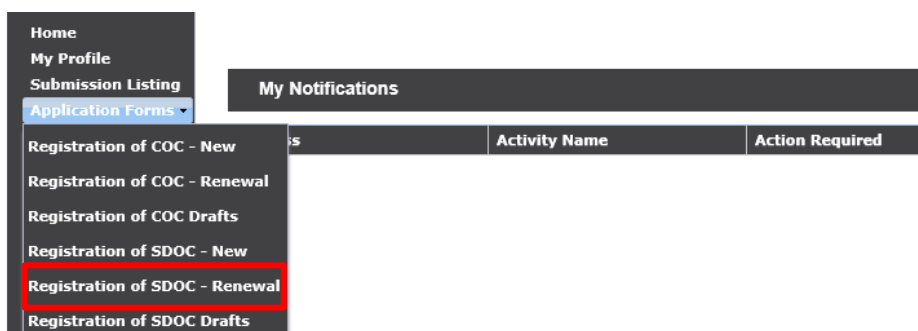 Home
My Profile
Submission Listing
Application Forms
My Notifications
ss Activity Name Action Required
Registration of COC - New
Registration of COC - Renewal
Registration of COC Drafts
Registration of SDOC - New
Registration of SDOC - Renewal
Registration of SDOC Drafts